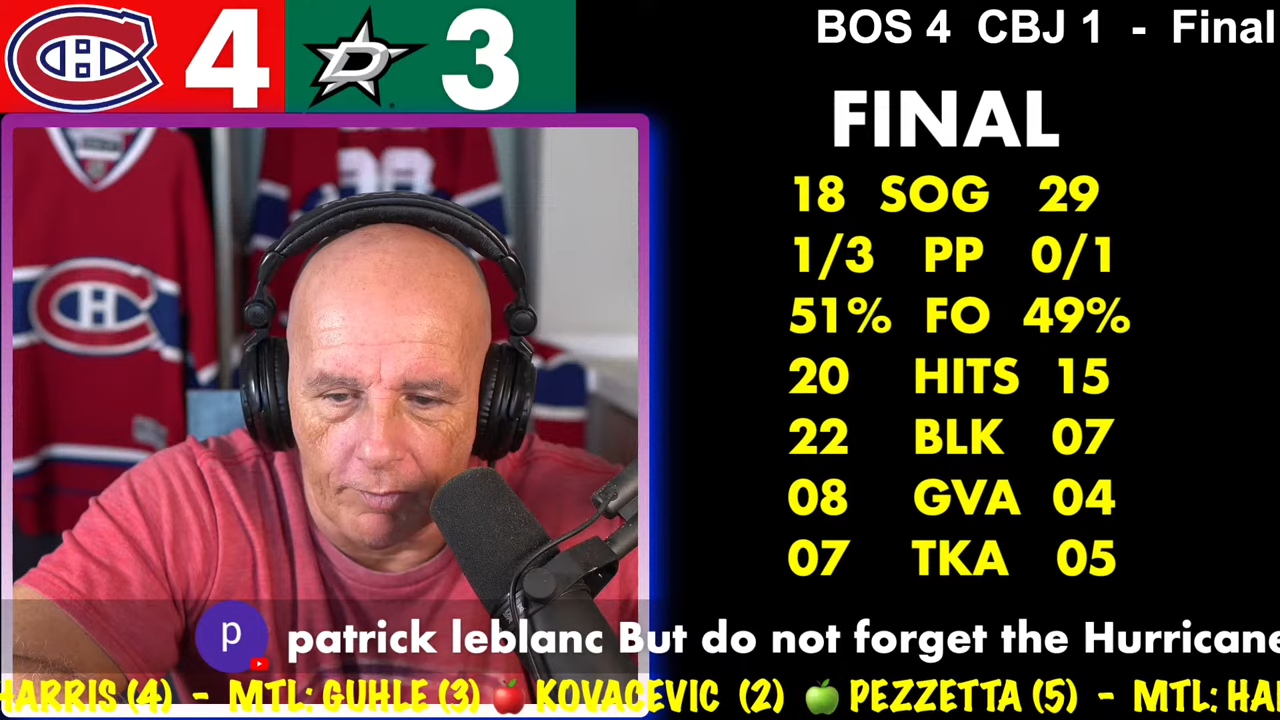 4 3
BOS 4 CBJ 1 - Final
FINAL
18 SOG 29
1/3 PP 0/1
51% FO 49%
20 HITS 15
22 BLK 07
08 GVA 04
07 TKA 05
p patrick leblanc But do not forget the Hurricane
HARRIS (4) - MTL: GUHLE (3) KOVACEVIC (2) PEZZETTA (5) - MTL: HA